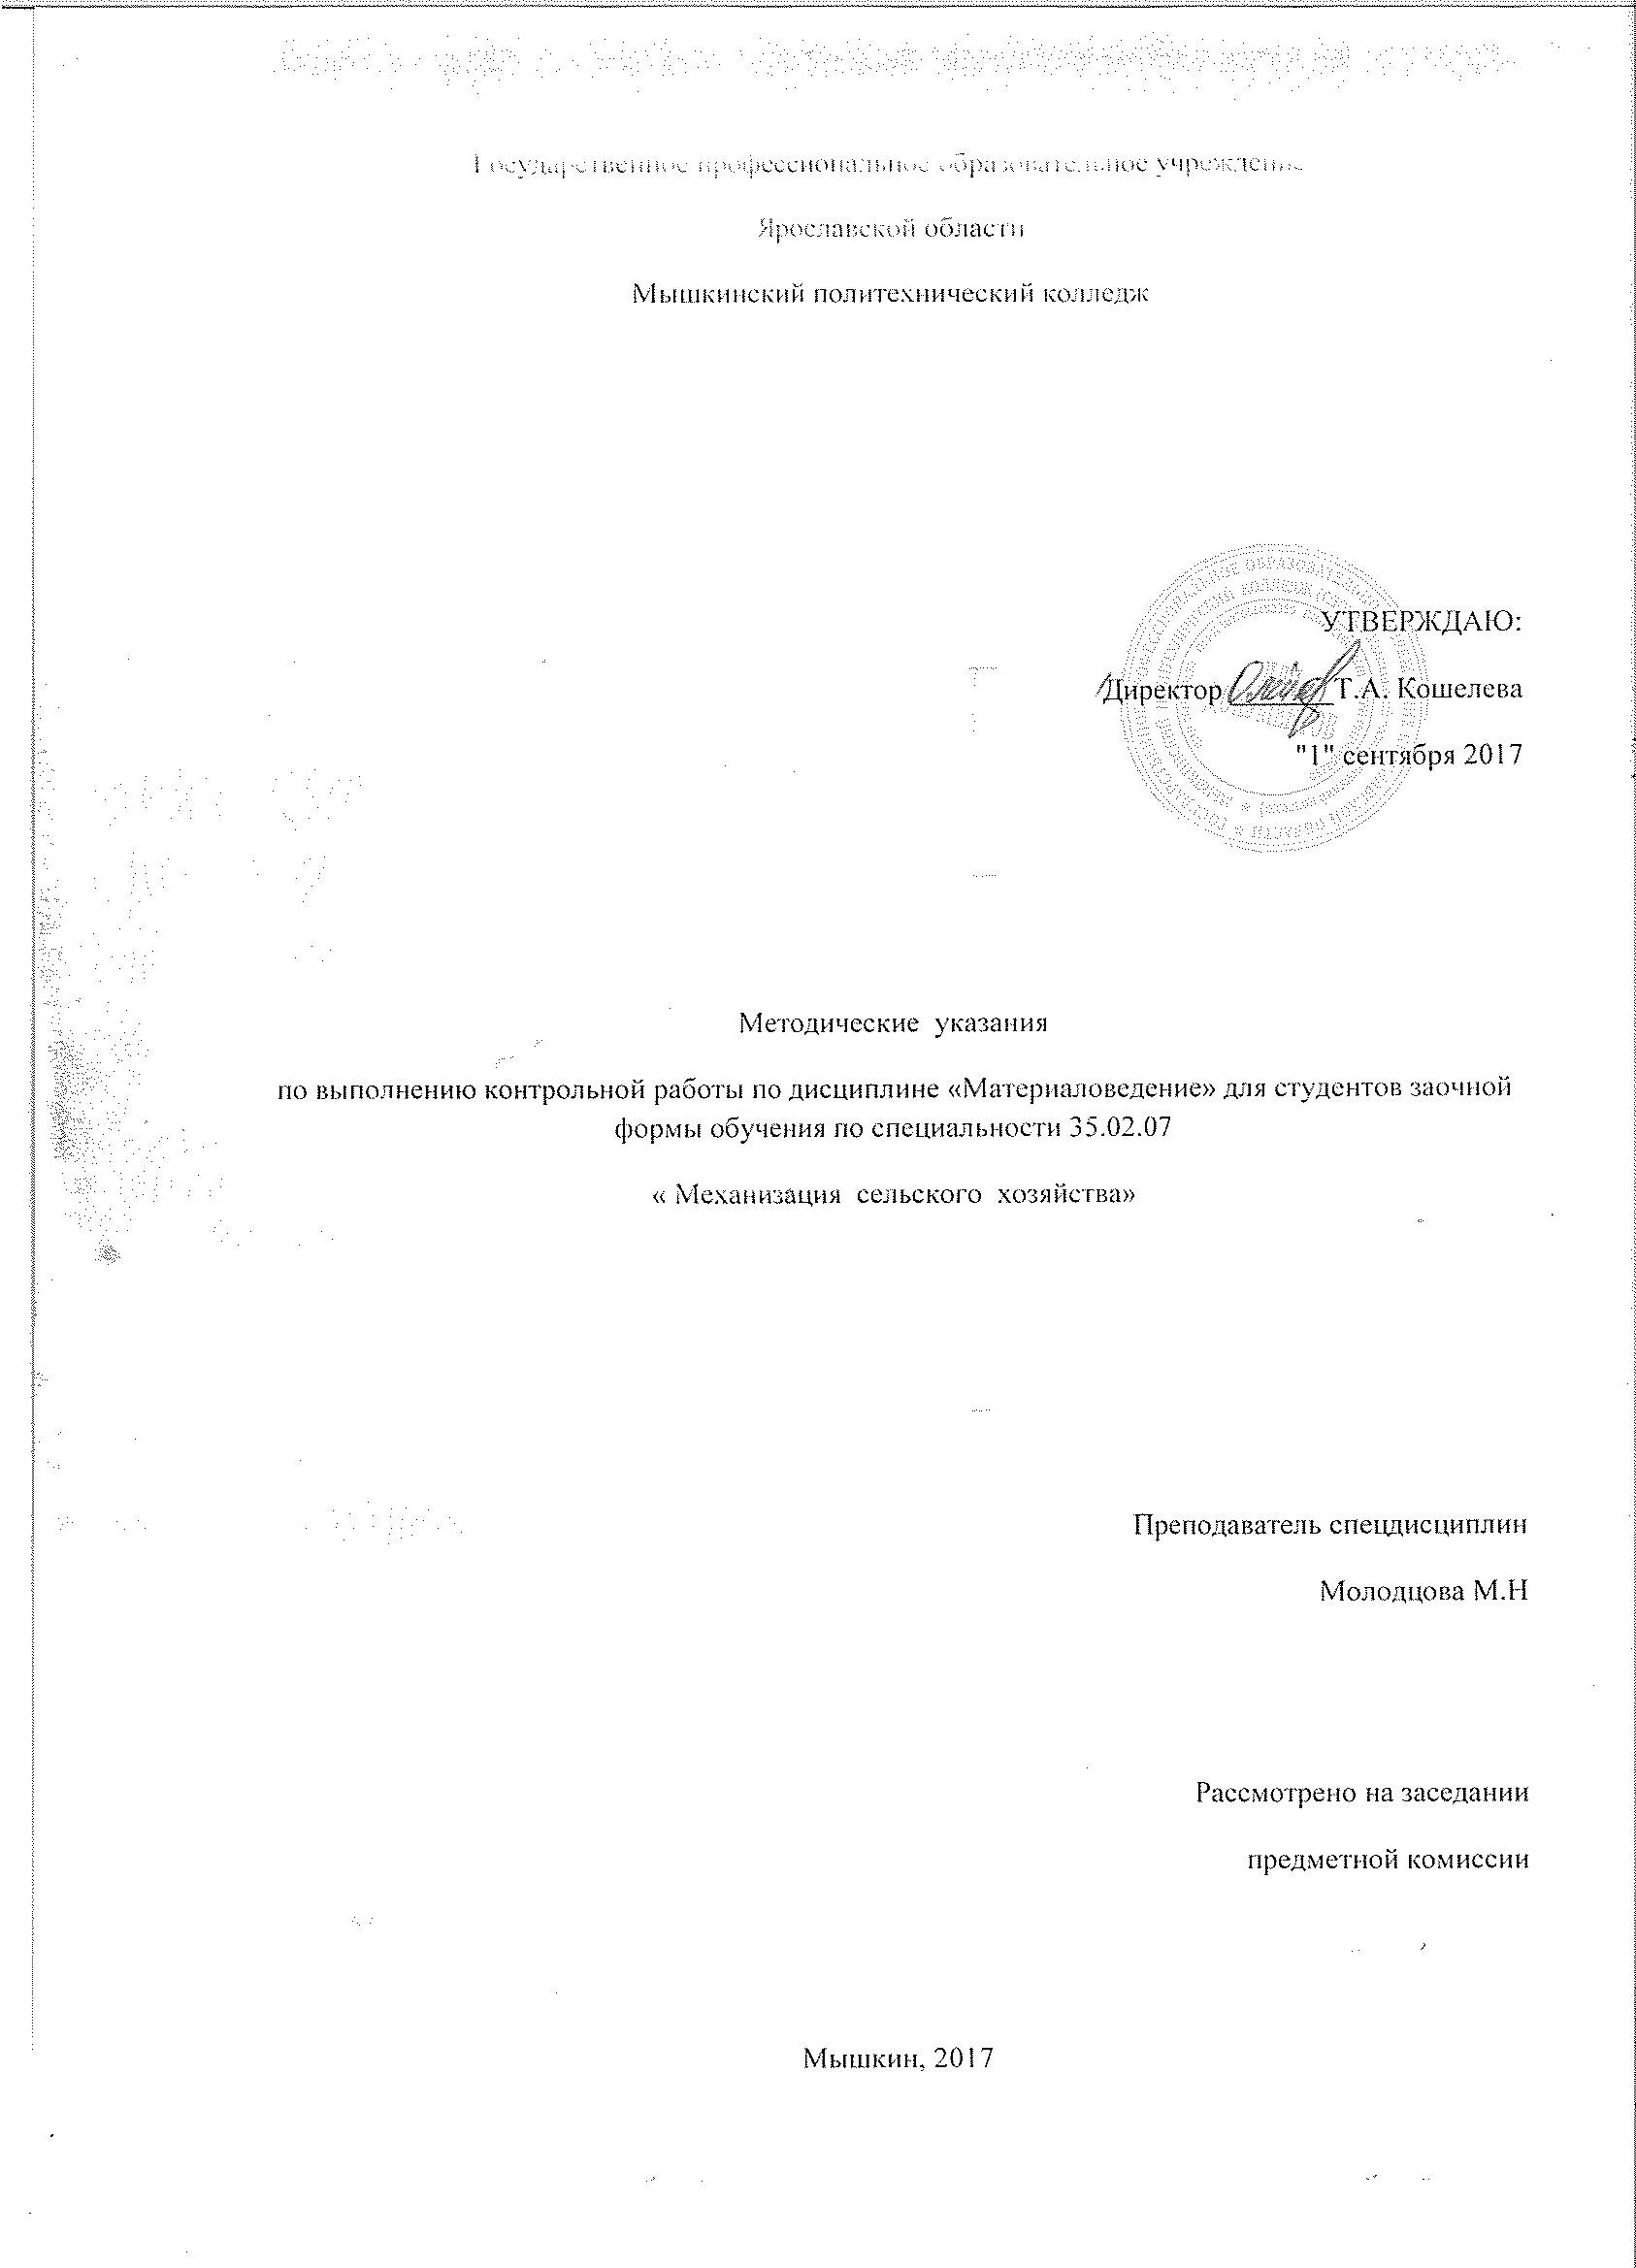 Государственное профессиональное образовательное учреждение
Ярославской области
Мышкинский политехнический колледж
УТВЕРЖДАЮ:
Директор Т.А. Кошелева
"1" сентября 2017
Методические указания
по выполнению контрольной работы по дисциплине «Материаловедение» для студентов заочной
формы обучения по специальности 35.02.07
« Механизация сельского хозяйства»
Преподаватель спецдисциплин
Молодцова М.Н
Рассмотрено на заседании
предметной комиссии
Мышкин, 2017